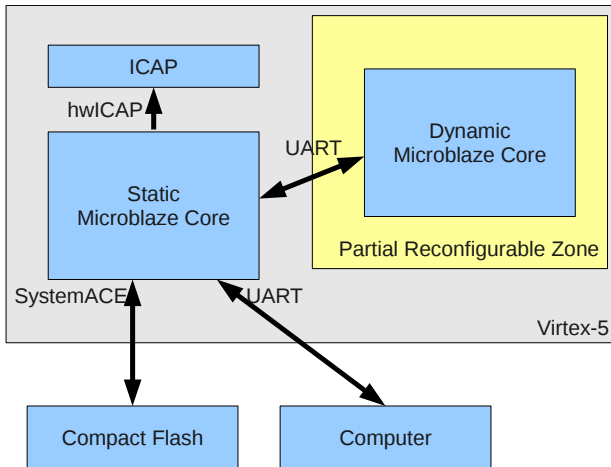 ICAP
hwICAP
UART
Dynamic
Microblaze Core
Static
Microblaze Core
Partial Reconfigurable Zone
SystemACE
UART
Virtex-5
Compact Flash
Computer